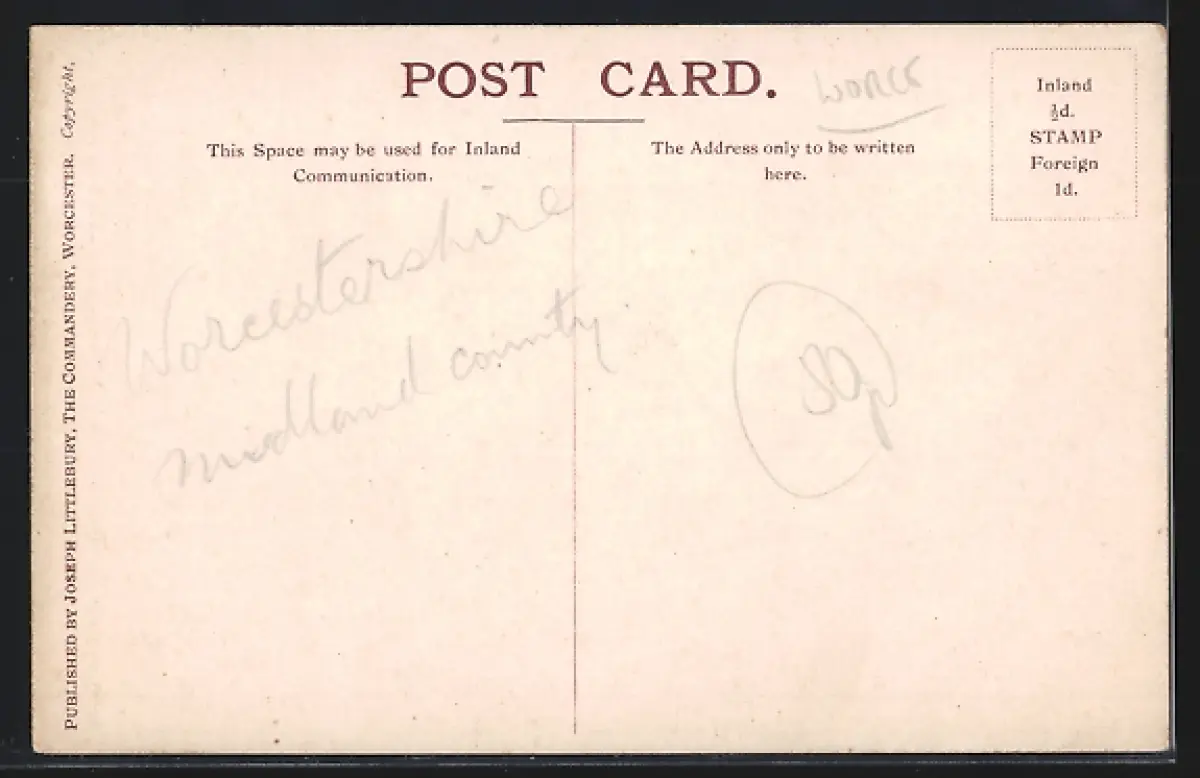 POST CARD.
WORCS
This Space may be used for Inland
Communication.
The Address only to be written
here.
Inland
½d.
STAMP
Foreign
1d.
Worcestershire
midland county
PUBLISHED BY JOSEPH LITTLEBURY, THE COMMANDERY, WORCESTER. Copyright.